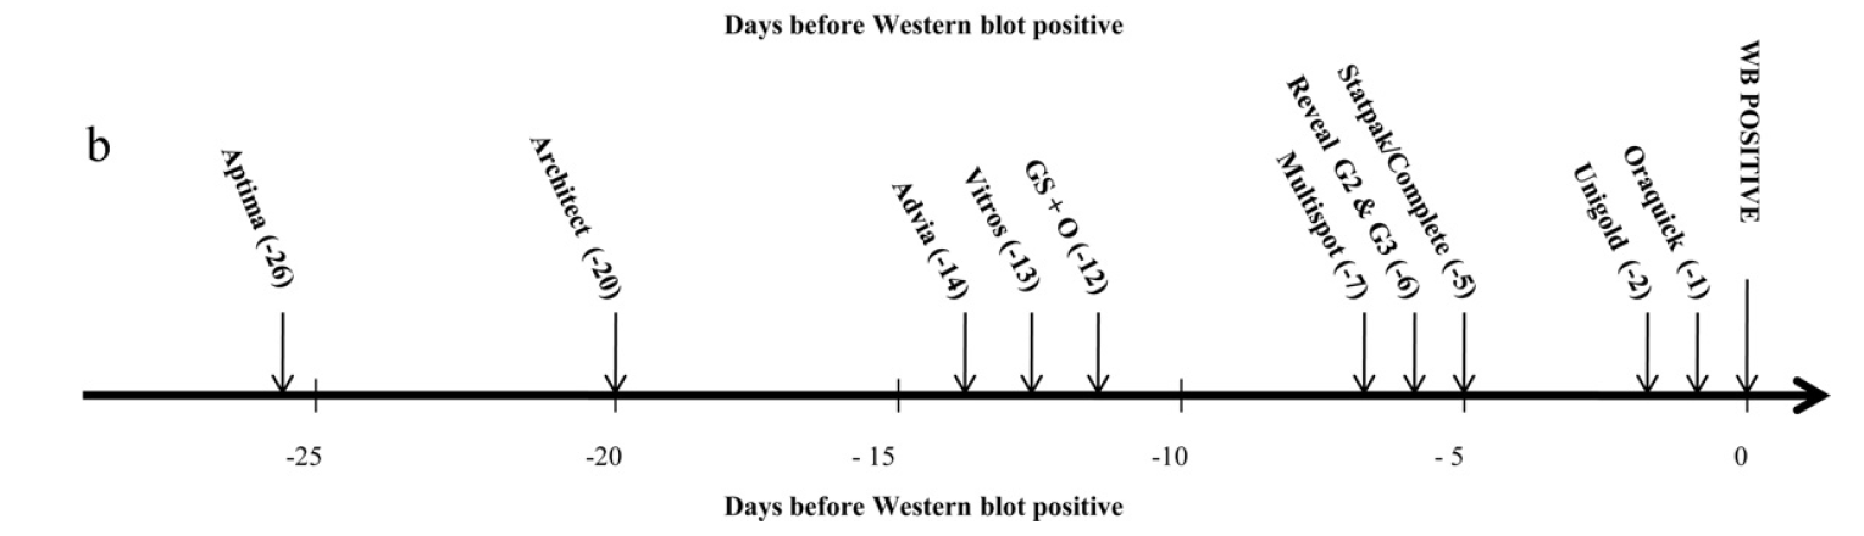 Days before Western blot positive
b
Aptima (-26)
Architect (-20)
Advia (-14)
Vitros (-13)
GS + O (-12)
Multispot (-7)
Reveal G2 & G3 (-6)
Statpak/Complete (-5)
Unigold (-2)
Oraquick (-1)
WB POSITIVE
-25
-20
- 15
-10
- 5
0
Days before Western blot positive